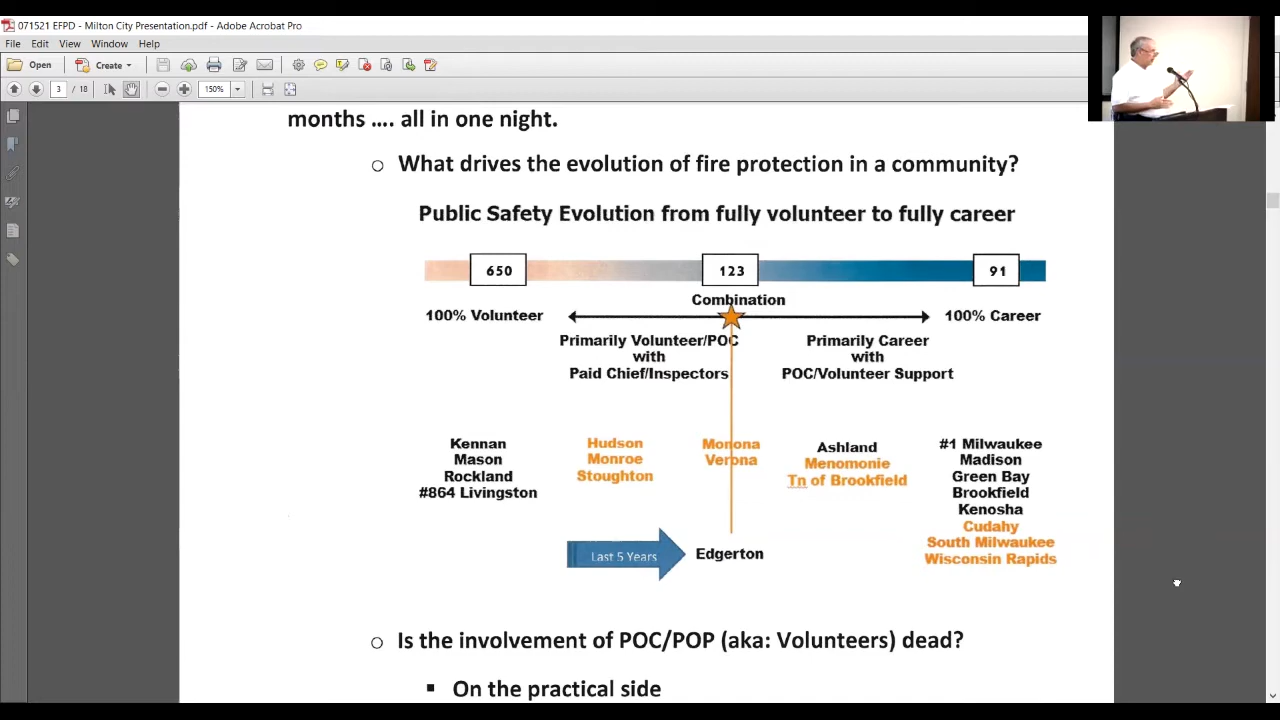 071521 EFPD - Milton City Presentation.pdf - Adobe Acrobat Pro
File Edit View Window Help
Open Create
3 / 18 150%
months .... all in one night.
o What drives the evolution of fire protection in a community?
Public Safety Evolution from fully volunteer to fully career
650 123 91
Combination
100% Volunteer 100% Career
Primarily Volunteer/POC
with
Paid Chief/Inspectors
Primarily Career
with
POC/Volunteer Support
Kennan
Mason
Rockland
#864 Livingston
Hudson
Monroe
Stoughton
Monona
Verona
Ashland
Menomonie
Tn of Brookfield
#1 Milwaukee
Madison
Green Bay
Brookfield
Kenosha
Cudahy
South Milwaukee
Wisconsin Rapids
Last 5 Years
Edgerton
o Is the involvement of POC/POP (aka: Volunteers) dead?
▪ On the practical side